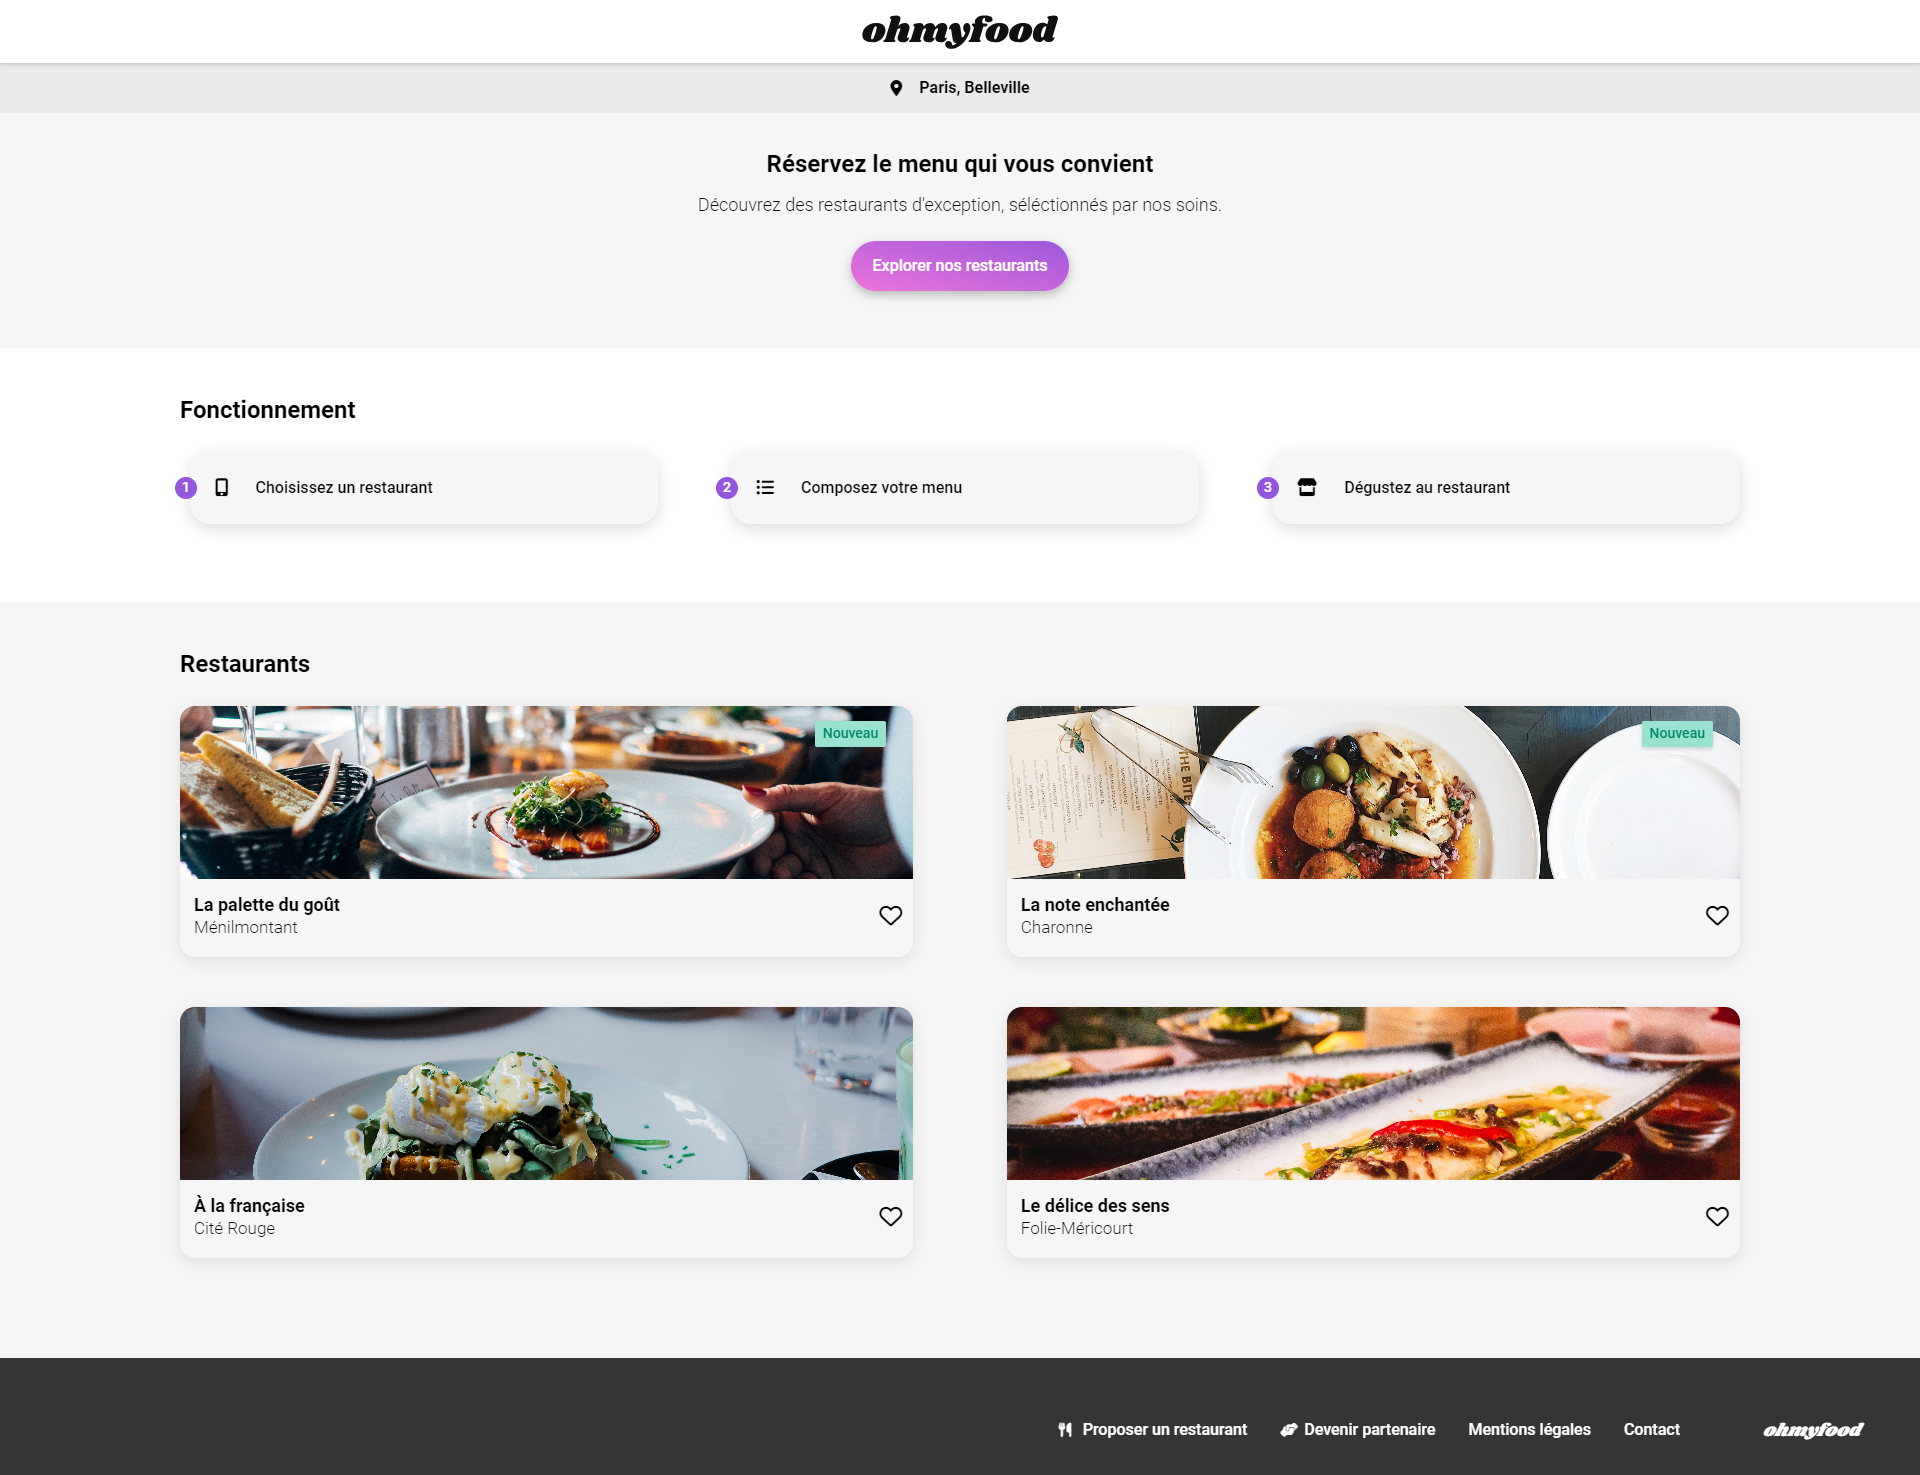 ohmyfood
Paris, Belleville
Réservez le menu qui vous convient
Découvrez des restaurants d'exception, séléctionnés par nos soins.
Explorer nos restaurants
Fonctionnement
1 Choisissez un restaurant
2 Composez votre menu
3 Dégustez au restaurant
Restaurants
Nouveau
THE BITE
Nouveau
La palette du goût
Ménilmontant
La note enchantée
Charonne
À la française
Cité Rouge
Le délice des sens
Folie-Méricourt
Proposer un restaurant
Devenir partenaire
Mentions légales
Contact
ohmyfood